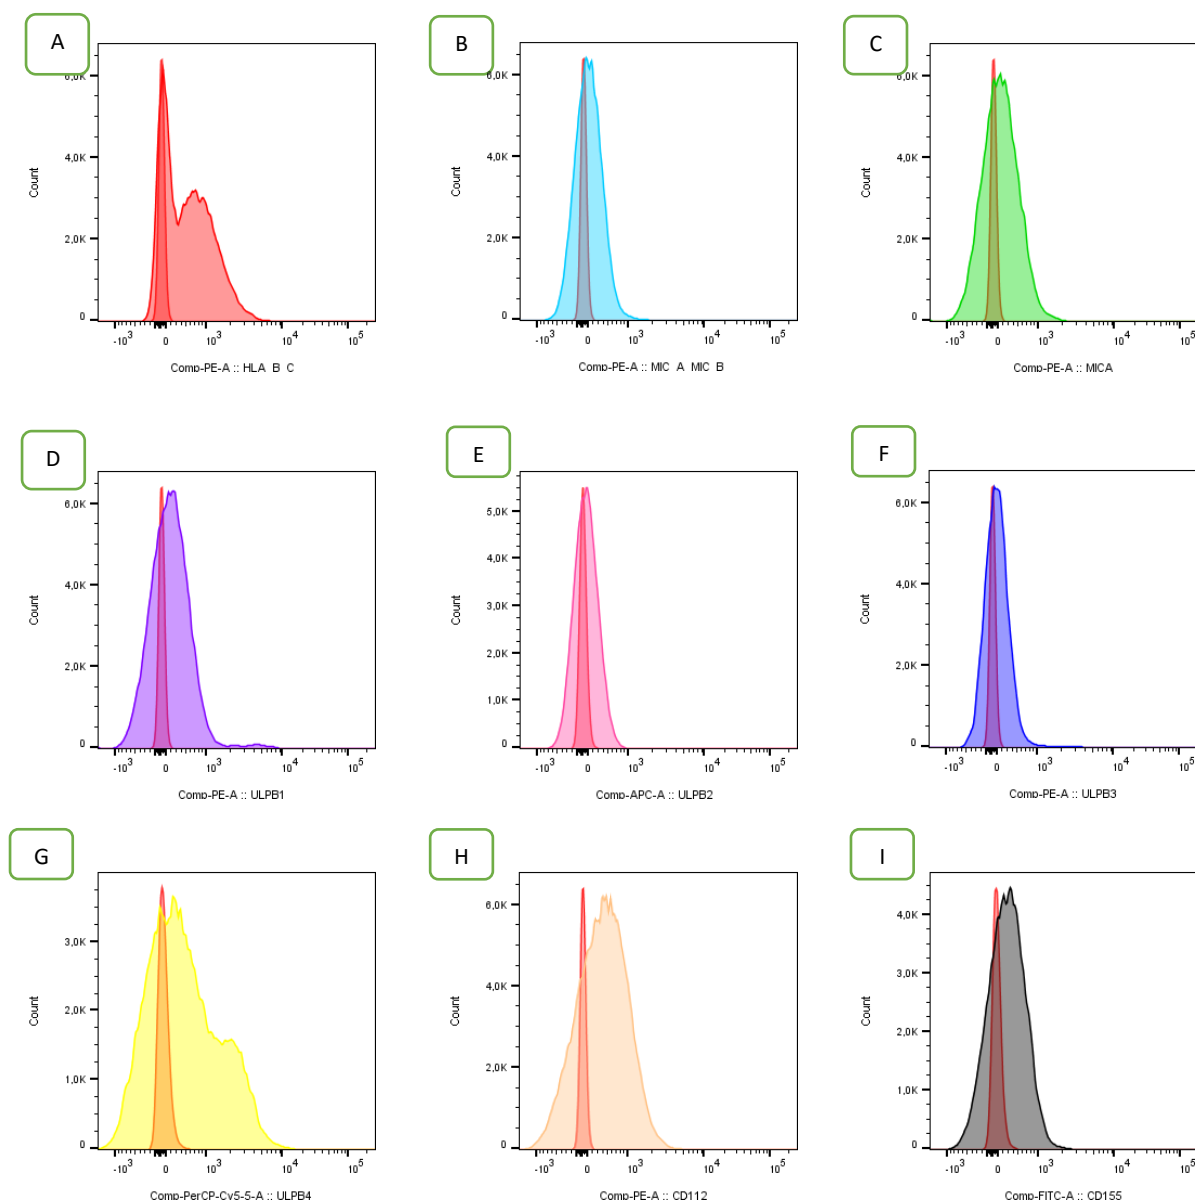 A
B
C
6,0K
4,0K
2,0K
0
Count
-10³ 0 10³ 10⁴ 10⁵
Comp-PE-A :: HLA_B_C
6,0K
4,0K
2,0K
0
Count
-10³ 0 10³ 10⁴ 10⁵
Comp-PE-A :: MIC_A_MIC_B
6,0K
4,0K
2,0K
0
Count
-10³ 0 10³ 10⁴ 10⁵
Comp-PE-A :: MICA
D
E
F
6,0K
4,0K
2,0K
0
Count
-10³ 0 10³ 10⁴ 10⁵
Comp-PE-A :: ULPB1
5,0K
4,0K
3,0K
2,0K
1,0K
0
Count
-10³ 0 10³ 10⁴ 10⁵
Comp-APC-A :: ULPB2
6,0K
4,0K
2,0K
0
Count
-10³ 0 10³ 10⁴ 10⁵
Comp-PE-A :: ULPB3
G
H
I
3,0K
2,0K
1,0K
0
Count
-10³ 0 10³ 10⁴ 10⁵
Comp-PerCP-Cy5-5-A :: ULPB4
6,0K
4,0K
2,0K
0
Count
-10³ 0 10³ 10⁴ 10⁵
Comp-PE-A :: CD112
4,0K
3,0K
2,0K
1,0K
0
Count
-10³ 0 10³ 10⁴ 10⁵
Comp-FITC-A :: CD155